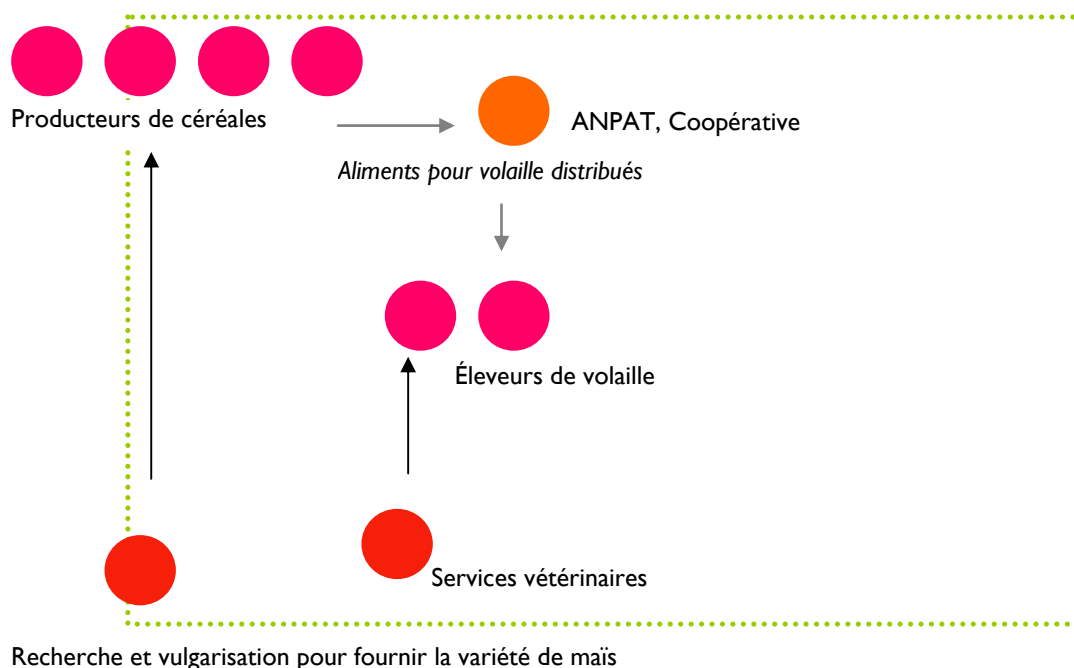 Producteurs de céréales
ANPAT, Coopérative
Aliments pour volaille distribués
Éleveurs de volaille
Services vétérinaires
Recherche et vulgarisation pour fournir la variété de maïs